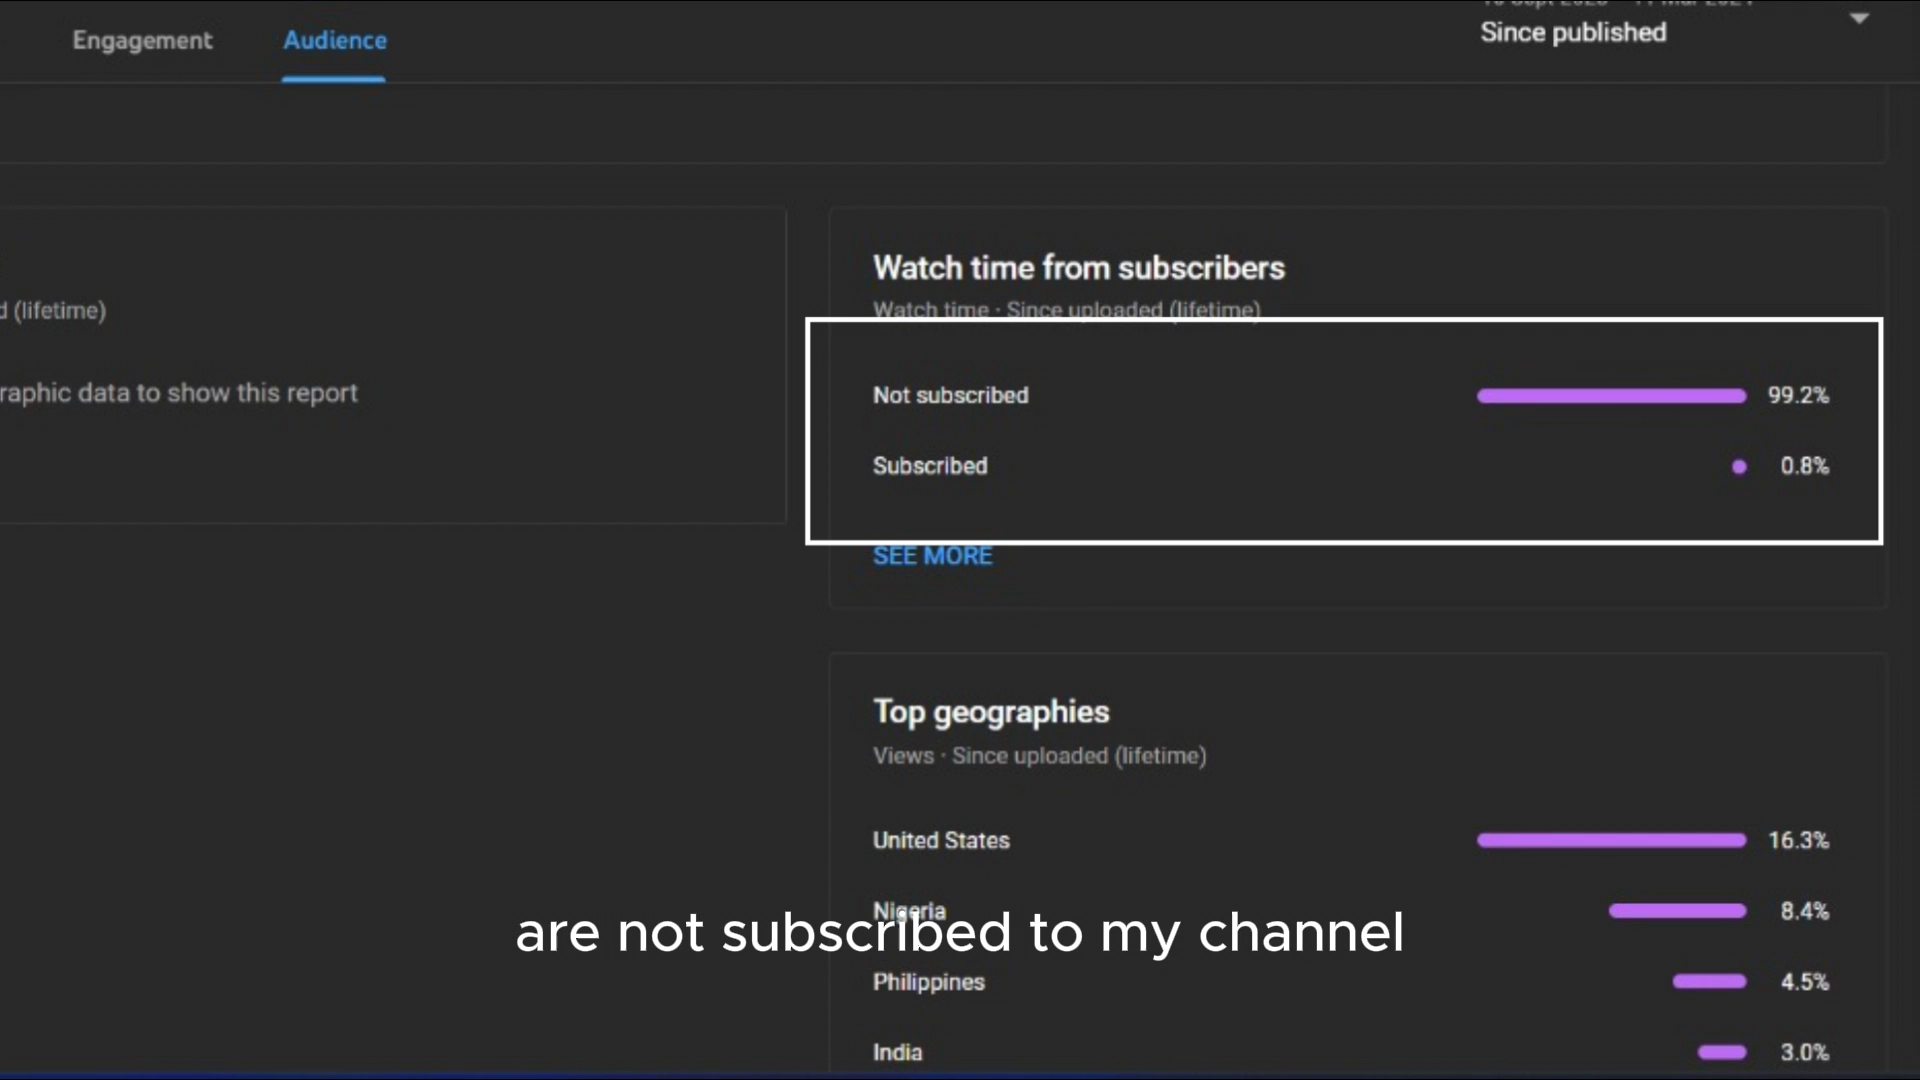 Engagement
Audience
Since published
Watch time from subscribers
Watch time · Since uploaded (lifetime)
d (lifetime)
raphic data to show this report
Not subscribed 99.2%
Subscribed 0.8%
SEE MORE
Top geographies
Views · Since uploaded (lifetime)
United States 16.3%
Nigeria 8.4%
are not subscribed to my channel
Philippines 4.5%
India 3.0%